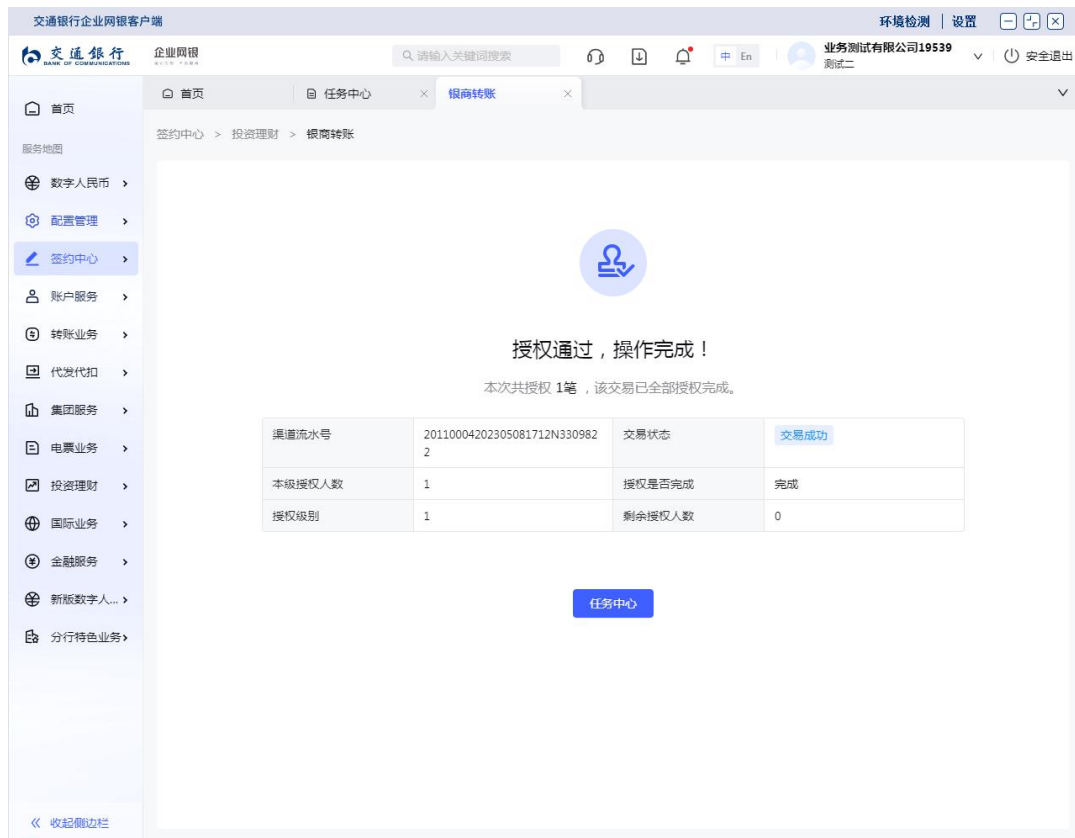 交通银行企业网银客户端
环境检测 | 设置
交通銀行 企业网银
BANK OF COMMUNICATIONS
请输入关键词搜索
中 En
业务测试有限公司19539
测试二
安全退出
首页
任务中心
银商转账
签约中心 > 投资理财 > 银商转账
首页
服务地图
数字人民币
配置管理
签约中心
账户服务
转账业务
代发代扣
集团服务
电票业务
投资理财
国际业务
金融服务
新版数字人...
分行特色业务
收起侧边栏
授权通过，操作完成！
本次共授权 1笔 ，该交易已全部授权完成。
渠道流水号 20110004202305081712N330982
2 交易状态 交易成功
本级授权人数 1 授权是否完成 完成
授权级别 1 剩余授权人数 0
任务中心